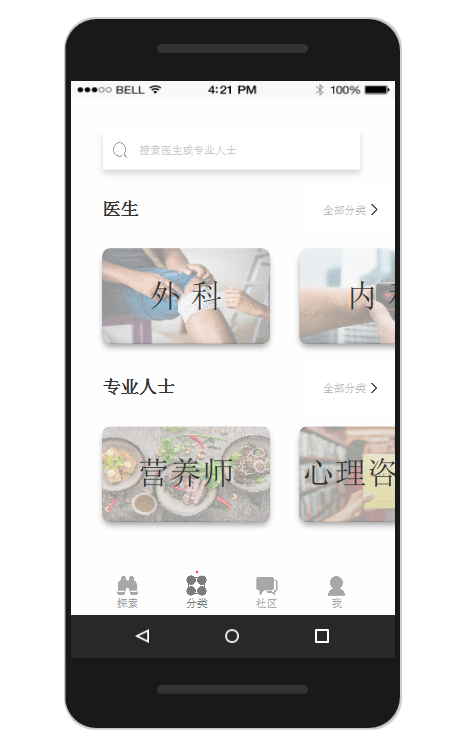 BELL 4:21 PM 100%
搜索医生或专业人士
医生 全部分类
外 科 内
专业人士 全部分类
营养师 心理咨
探索 分类 社区 我